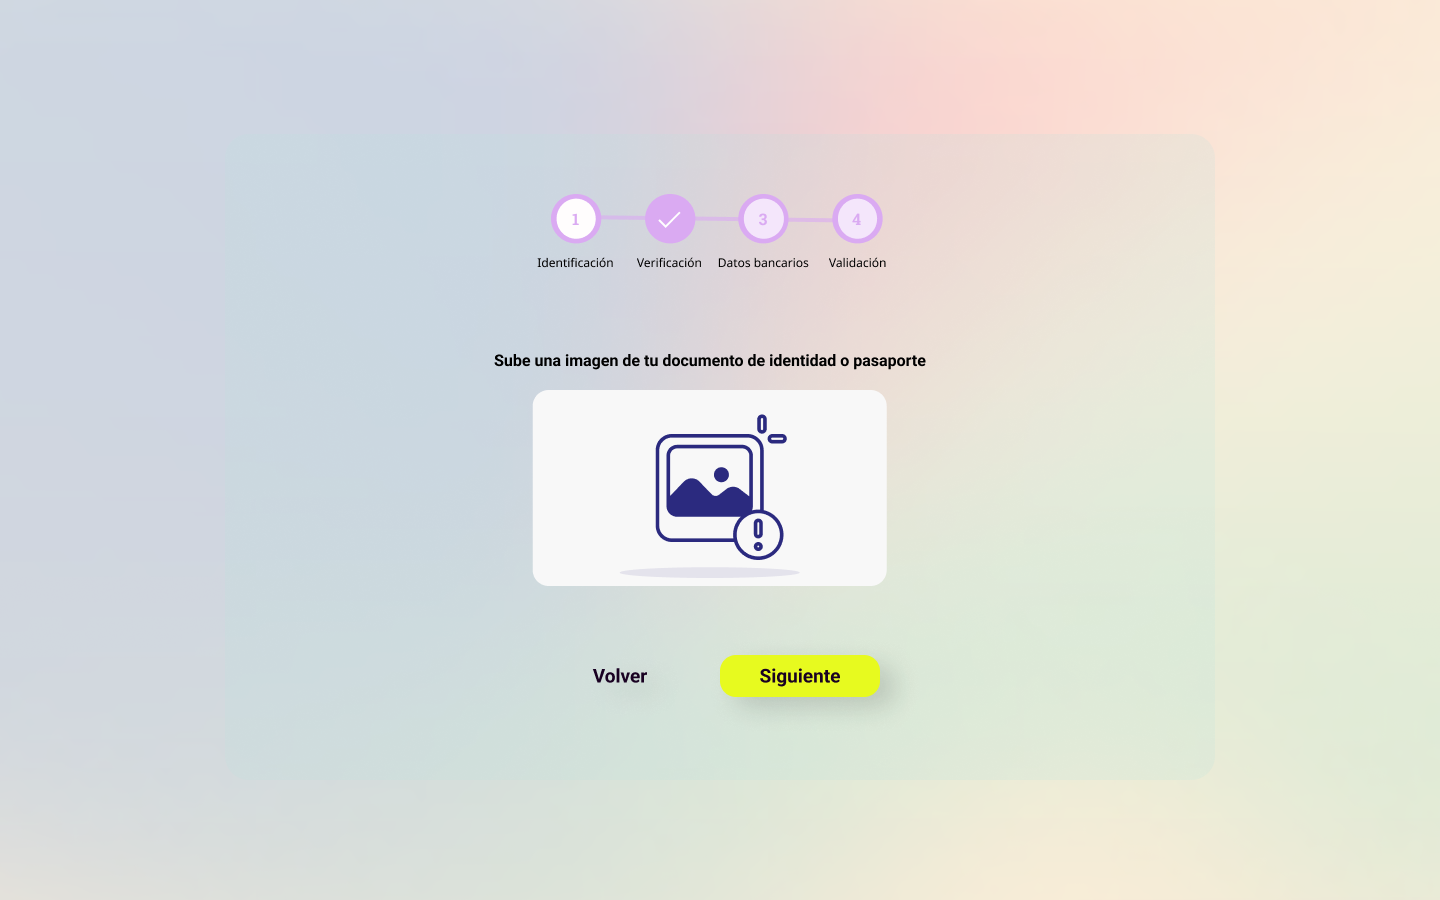 1
3
4
Identificación
Verificación
Datos bancarios
Validación
Sube una imagen de tu documento de identidad o pasaporte
Volver
Siguiente